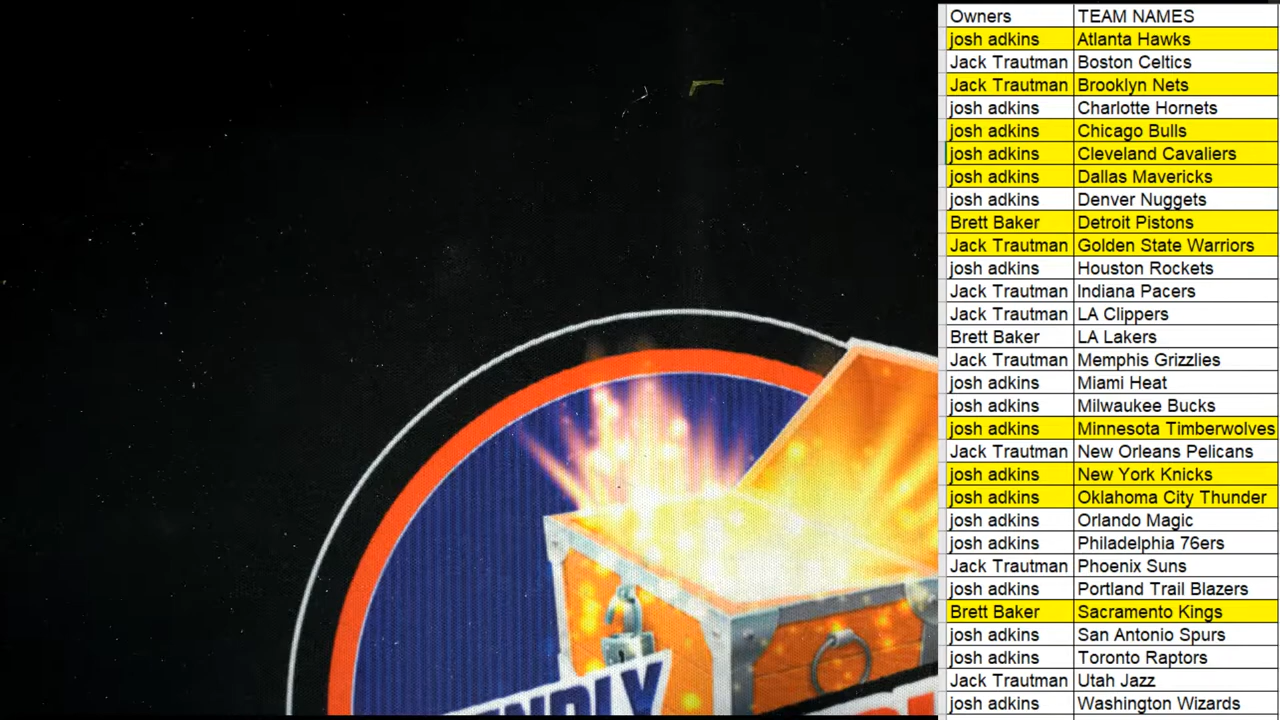 Owners TEAM NAMES
josh adkins Atlanta Hawks
Jack Trautman Boston Celtics
Jack Trautman Brooklyn Nets
josh adkins Charlotte Hornets
josh adkins Chicago Bulls
josh adkins Cleveland Cavaliers
josh adkins Dallas Mavericks
josh adkins Denver Nuggets
Brett Baker Detroit Pistons
Jack Trautman Golden State Warriors
josh adkins Houston Rockets
Jack Trautman Indiana Pacers
Jack Trautman LA Clippers
Brett Baker LA Lakers
Jack Trautman Memphis Grizzlies
josh adkins Miami Heat
josh adkins Milwaukee Bucks
josh adkins Minnesota Timberwolves
Jack Trautman New Orleans Pelicans
josh adkins New York Knicks
josh adkins Oklahoma City Thunder
josh adkins Orlando Magic
josh adkins Philadelphia 76ers
Jack Trautman Phoenix Suns
josh adkins Portland Trail Blazers
Brett Baker Sacramento Kings
josh adkins San Antonio Spurs
josh adkins Toronto Raptors
Jack Trautman Utah Jazz
josh adkins Washington Wizards